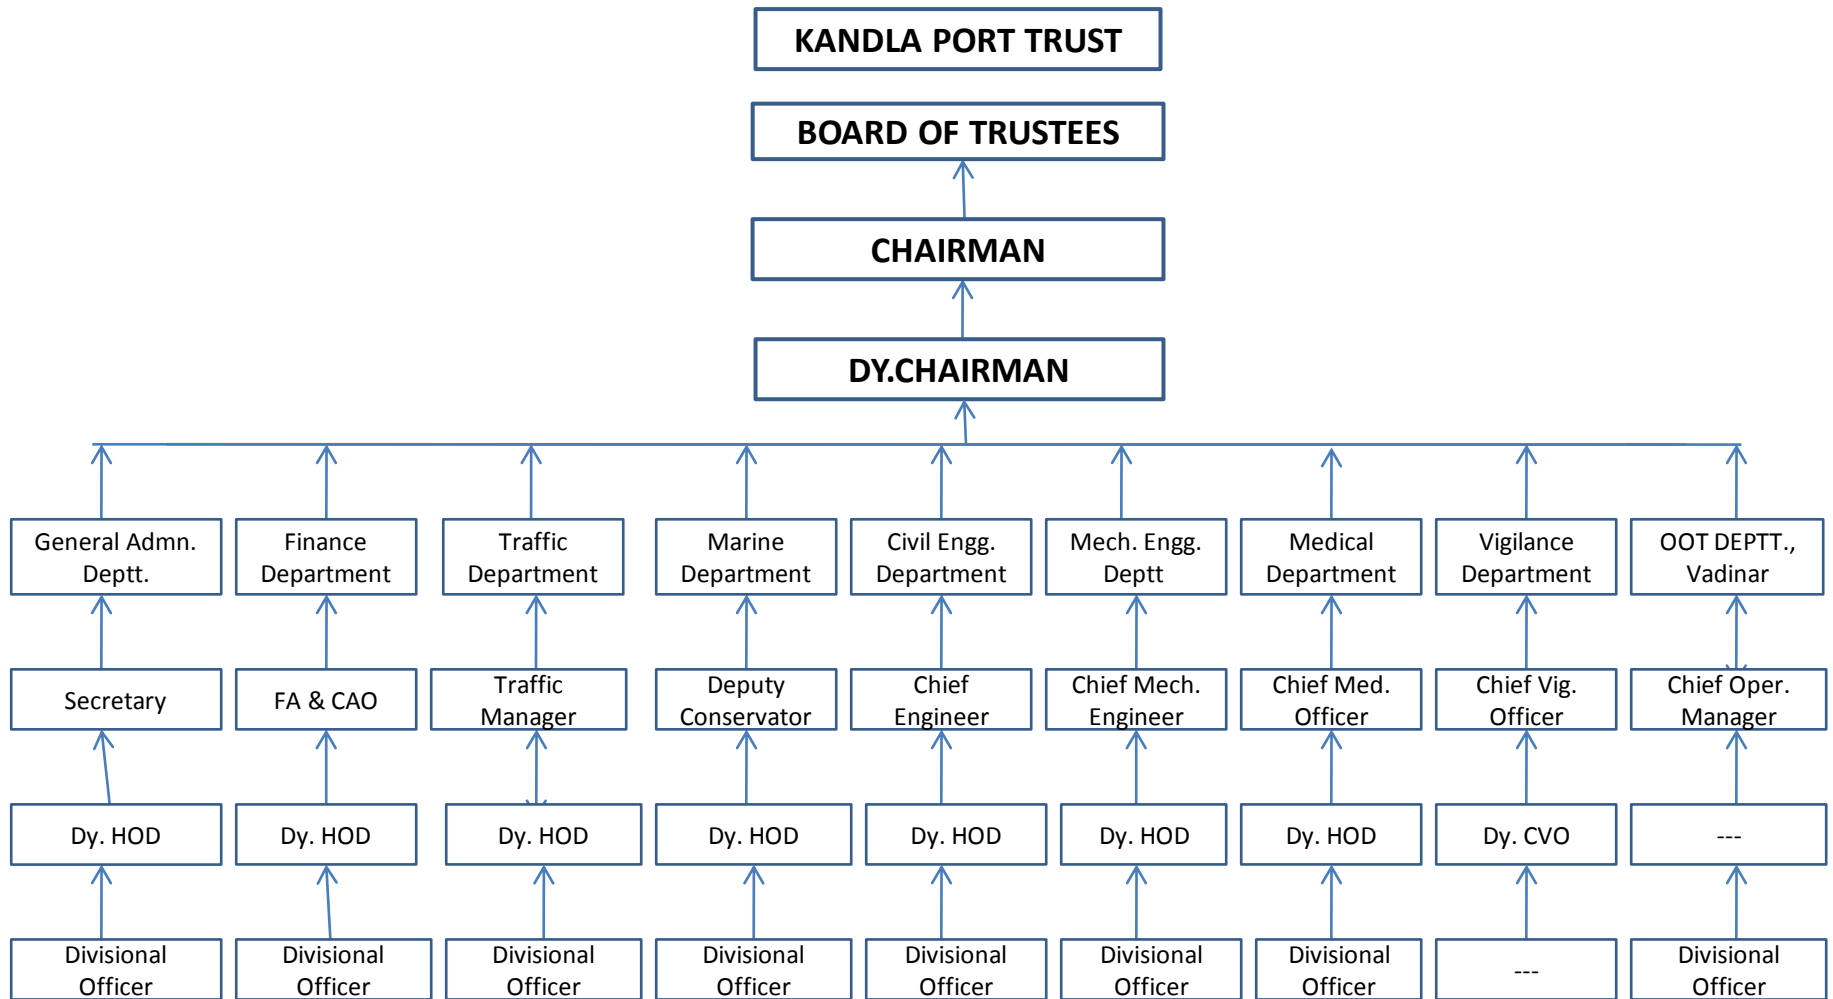 KANDLA PORT TRUST
BOARD OF TRUSTEES
CHAIRMAN
DY.CHAIRMAN
General Admn.
Deptt.
Finance
Department
Traffic
Department
Marine
Department
Civil Engg.
Department
Mech. Engg.
Deptt
Medical
Department
Vigilance
Department
OOT DEPTT.,
Vadinar
Secretary
FA & CAO
Traffic
Manager
Deputy
Conservator
Chief
Engineer
Chief Mech.
Engineer
Chief Med.
Officer
Chief Vig.
Officer
Chief Oper.
Manager
Dy. HOD
Dy. HOD
Dy. HOD
Dy. HOD
Dy. HOD
Dy. HOD
Dy. HOD
Dy. CVO
---
Divisional
Officer
Divisional
Officer
Divisional
Officer
Divisional
Officer
Divisional
Officer
Divisional
Officer
Divisional
Officer
---
Divisional
Officer